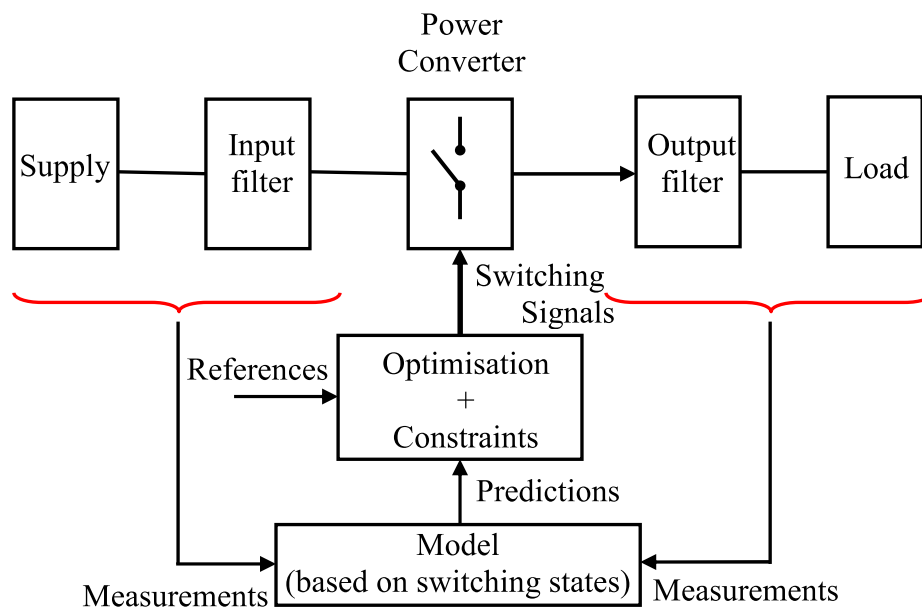 Power
Converter
Supply
Input
filter
Output
filter
Load
Switching
Signals
References
Optimisation
+
Constraints
Predictions
Model
(based on switching states)
Measurements
Measurements